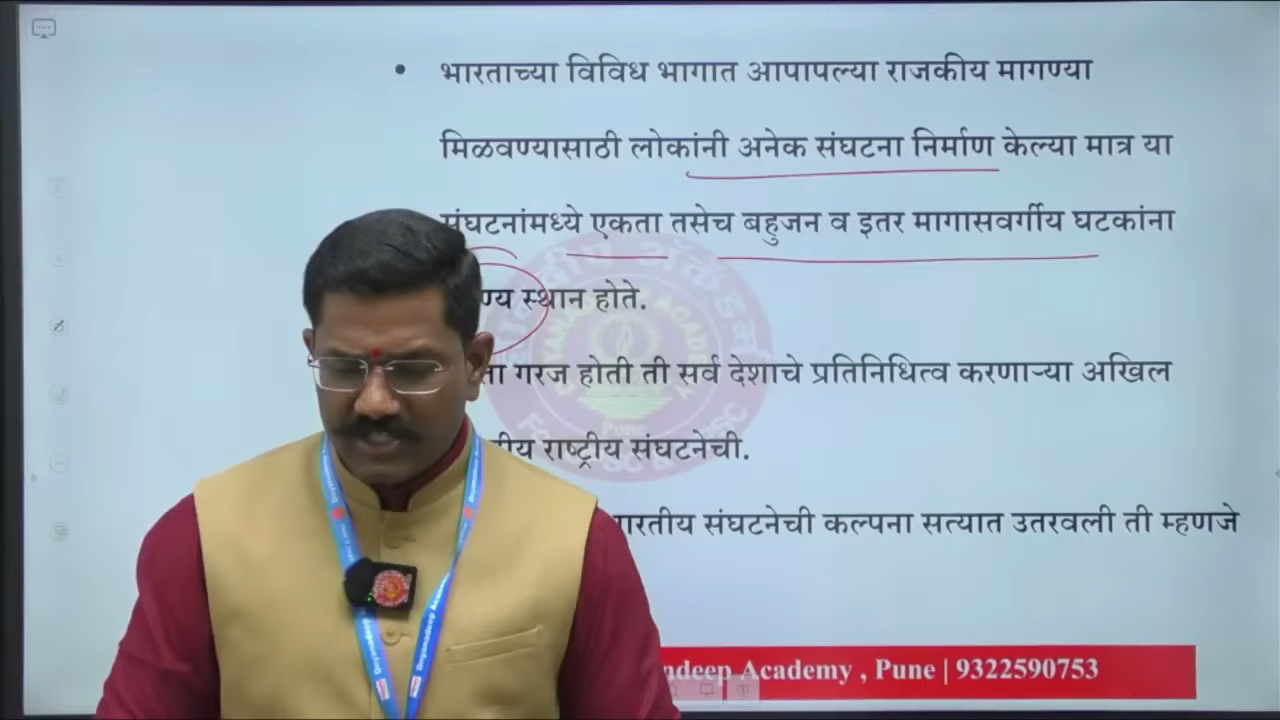 • भारताच्या विविध भागात आपापल्या राजकीय मागण्या
मिळवण्यासाठी लोकांनी अनेक संघटना निर्माण केल्या मात्र या
संघटनांमध्ये एकता तसेच बहुजन व इतर मागासवर्गीय घटकांना
स्थान होते.
गरज होती ती सर्व देशाचे प्रतिनिधित्व करणाऱ्या अखिल
राष्ट्रीय संघटनेची.
संघटनेची कल्पना सत्यात उतरवली ती म्हणजे
Academy , Pune | 9322590753